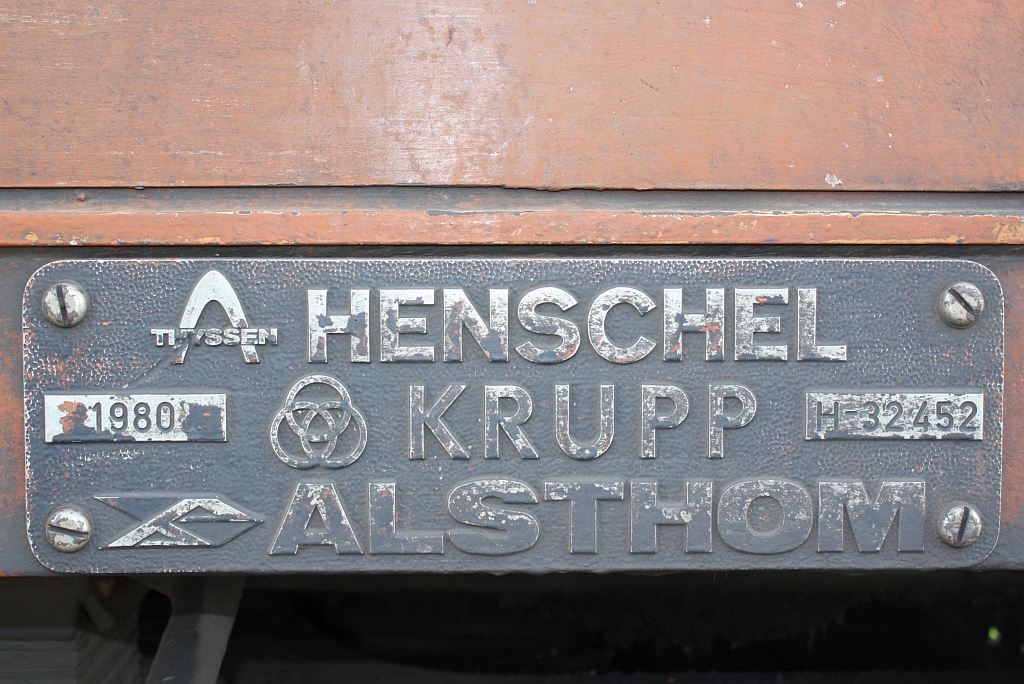 THYSSEN HENSCHEL
1980 KRUPP H-32452
ALSTHOM